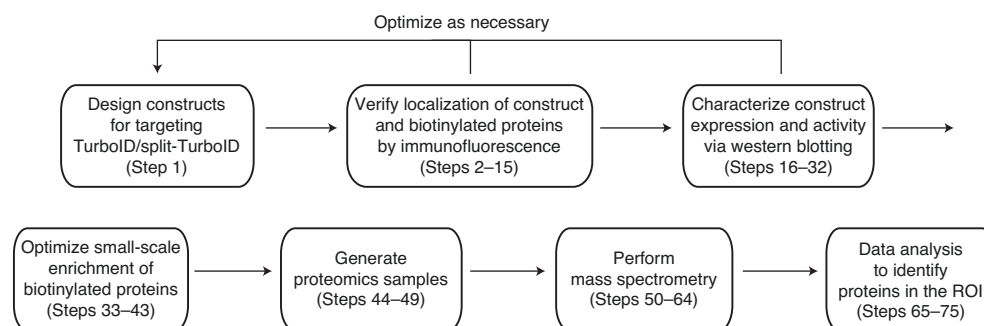 Optimize as necessary
Design constructs
for targeting
TurboID/split-TurboID
(Step 1)
Verify localization of construct
and biotinylated proteins
by immunofluorescence
(Steps 2–15)
Characterize construct
expression and activity
via western blotting
(Steps 16–32)
Optimize small-scale
enrichment of
biotinylated proteins
(Steps 33–43)
Generate
proteomics samples
(Steps 44–49)
Perform
mass spectrometry
(Steps 50–64)
Data analysis
to identify
proteins in the ROI
(Steps 65–75)